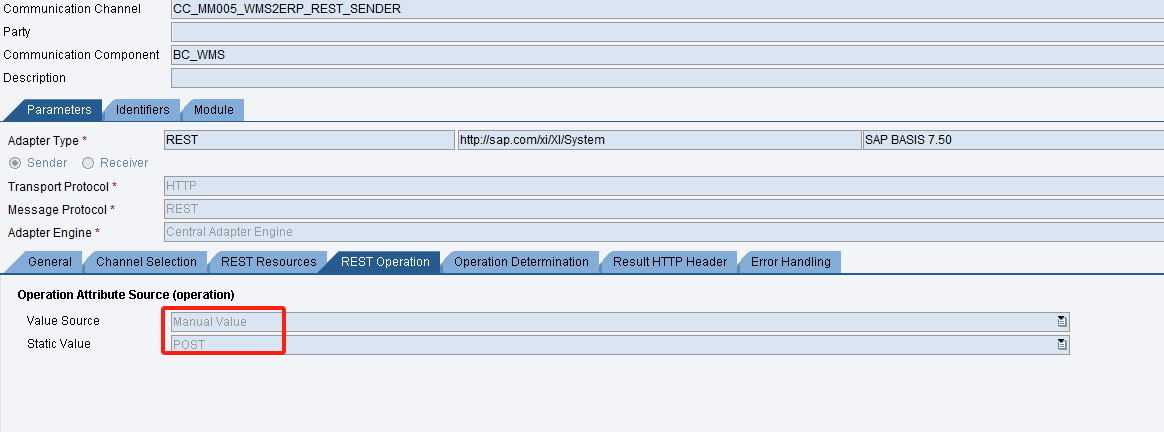 Communication Channel CC_MM005_WMS2ERP_REST_SENDER
Party
Communication Component BC_WMS
Description
Parameters Identifiers Module
Adapter Type * REST http://sap.com/xi/XI/System SAP BASIS 7.50
Sender Receiver
Transport Protocol * HTTP
Message Protocol * REST
Adapter Engine * Central Adapter Engine
General Channel Selection REST Resources REST Operation Operation Determination Result HTTP Header Error Handling
Operation Attribute Source (operation)
Value Source Manual Value
Static Value POST